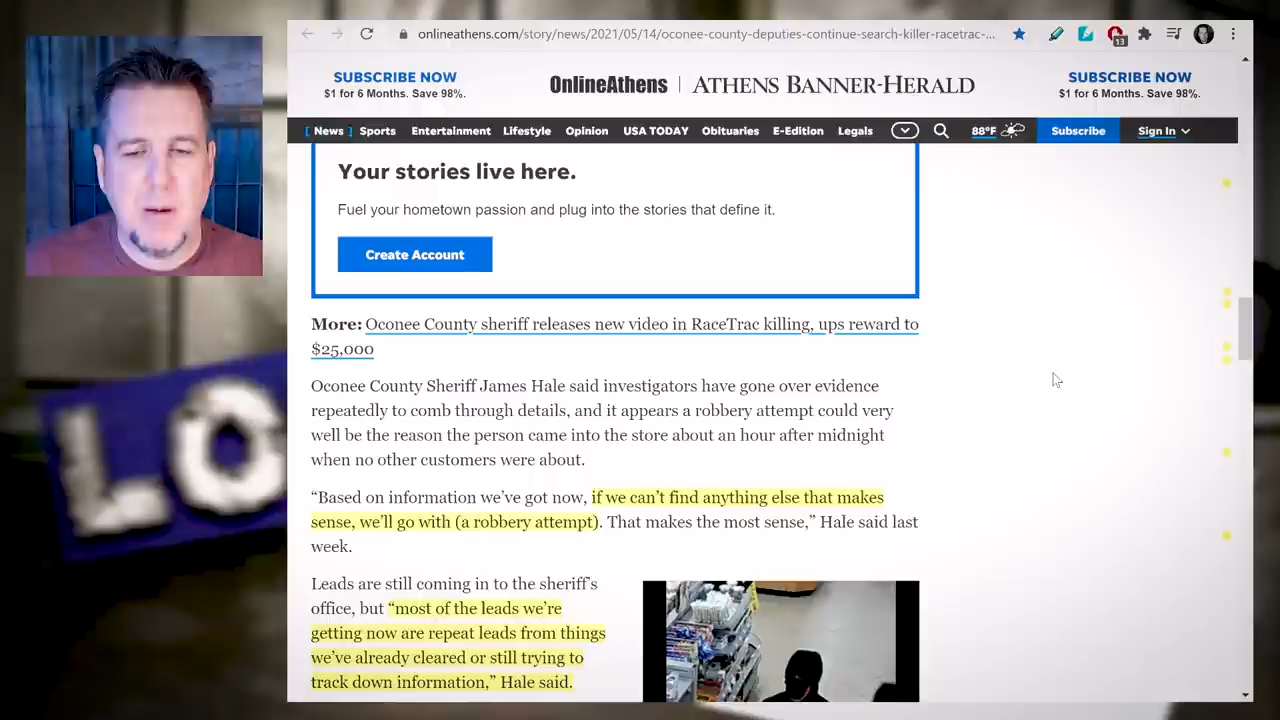 onlineathens.com/story/news/2021/05/14/oconee-county-deputies-continue-search-killer-racetrac-...
13
SUBSCRIBE NOW
$1 for 6 Months. Save 98%.
OnlineAthens | ATHENS BANNER-HERALD
SUBSCRIBE NOW
$1 for 6 Months. Save 98%.
[ News ] Sports Entertainment Lifestyle Opinion USA TODAY Obituaries E-Edition Legals 88°F Subscribe Sign In
Your stories live here.
Fuel your hometown passion and plug into the stories that define it.
Create Account
More: Oconee County sheriff releases new video in RaceTrac killing, ups reward to
$25,000
Oconee County Sheriff James Hale said investigators have gone over evidence
repeatedly to comb through details, and it appears a robbery attempt could very
well be the reason the person came into the store about an hour after midnight
when no other customers were about.
“Based on information we’ve got now, if we can’t find anything else that makes
sense, we’ll go with (a robbery attempt). That makes the most sense,” Hale said last
week.
Leads are still coming in to the sheriff’s
office, but “most of the leads we’re
getting now are repeat leads from things
we’ve already cleared or still trying to
track down information,” Hale said.